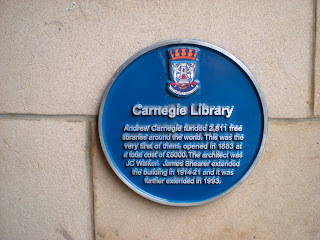 Carnegie Library
Andrew Carnegie funded 2,811 free
libraries around the world. This was the
very first of them, opened in 1883 at
a total cost of £8000. The architect was
JC Walker. James Shearer extended
the building in 1914-21 and it was
further extended in 1993.